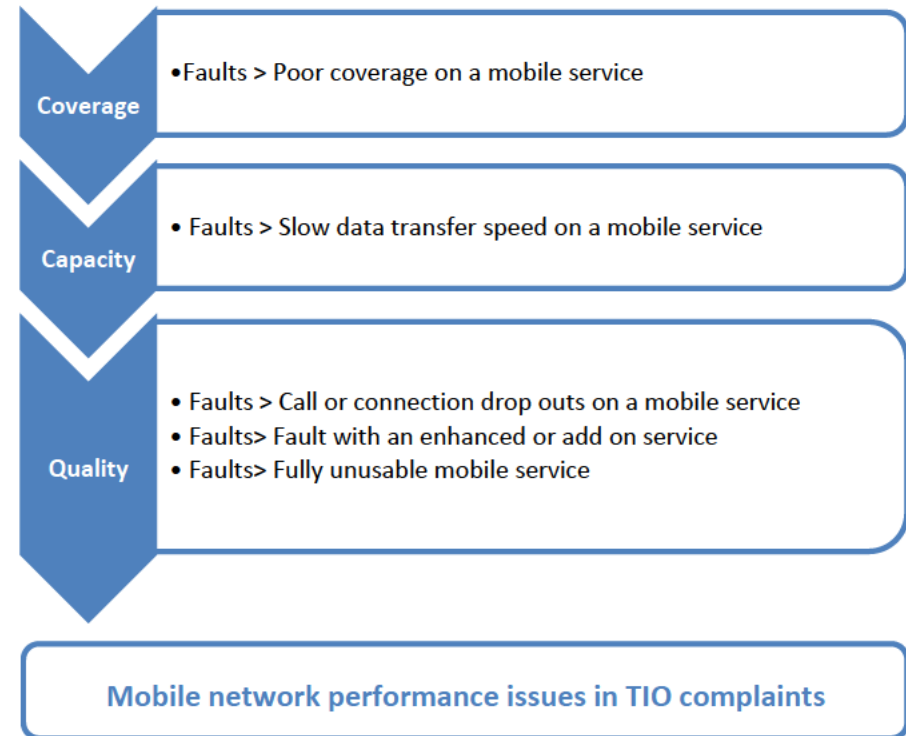 Coverage
•Faults > Poor coverage on a mobile service
Capacity
• Faults > Slow data transfer speed on a mobile service
Quality
• Faults > Call or connection drop outs on a mobile service
• Faults> Fault with an enhanced or add on service
• Faults> Fully unusable mobile service
Mobile network performance issues in TIO complaints